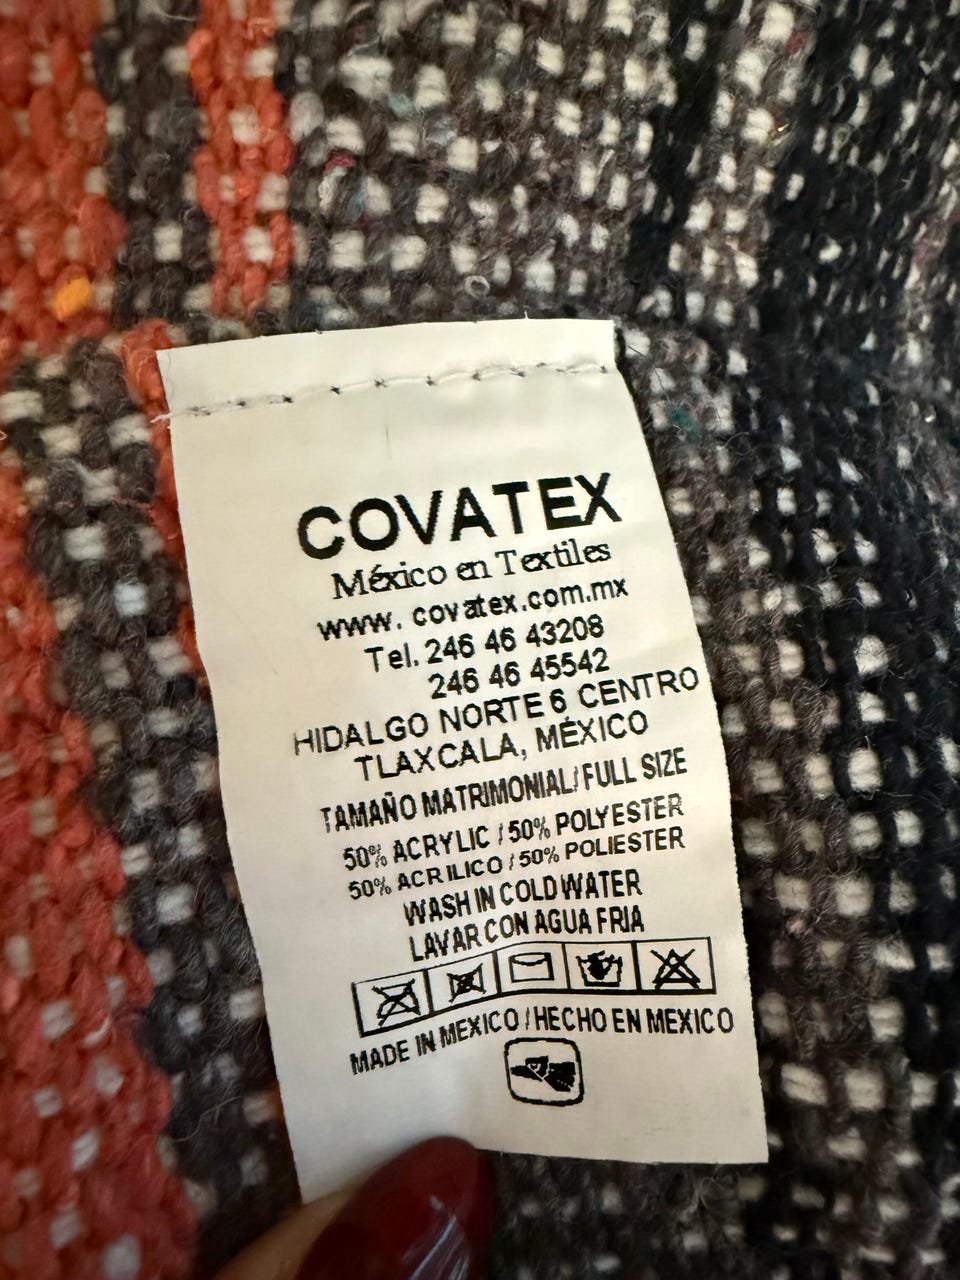 COVATEX
México en Textiles
www. covatex.com.mx
Tel. 246 46 43208
246 46 45542
HIDALGO NORTE 6 CENTRO
TLAXCALA, MÉXICO
TAMAÑO MATRIMONIAL/FULL SIZE
50% ACRYLIC / 50% POLYESTER
50% ACRILICO / 50% POLIESTER
WASH IN COLD WATER
LAVAR CON AGUA FRIA
MADE IN MEXICO / HECHO EN MEXICO